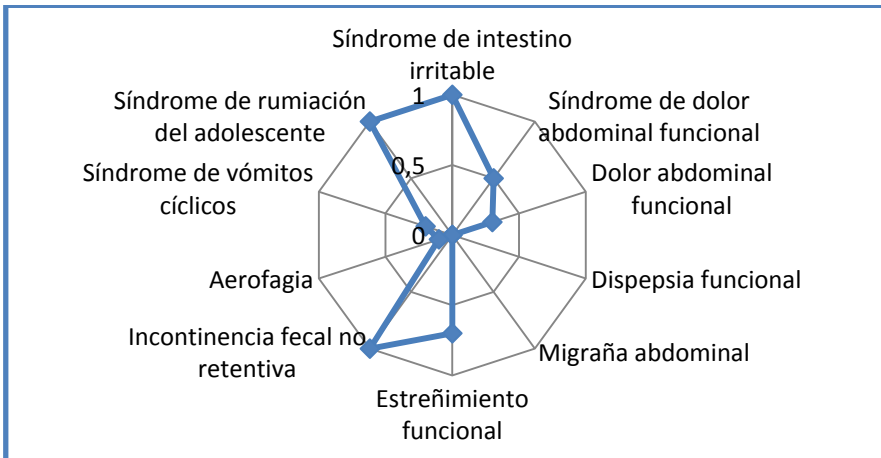 Síndrome de intestino
irritable
Síndrome de dolor
abdominal funcional
Dolor abdominal
funcional
Dispepsia funcional
Migraña abdominal
Estreñimiento
funcional
Incontinencia fecal no
retentiva
Aerofagia
Síndrome de vómitos
cíclicos
Síndrome de rumiación
del adolescente
1
0,5
0